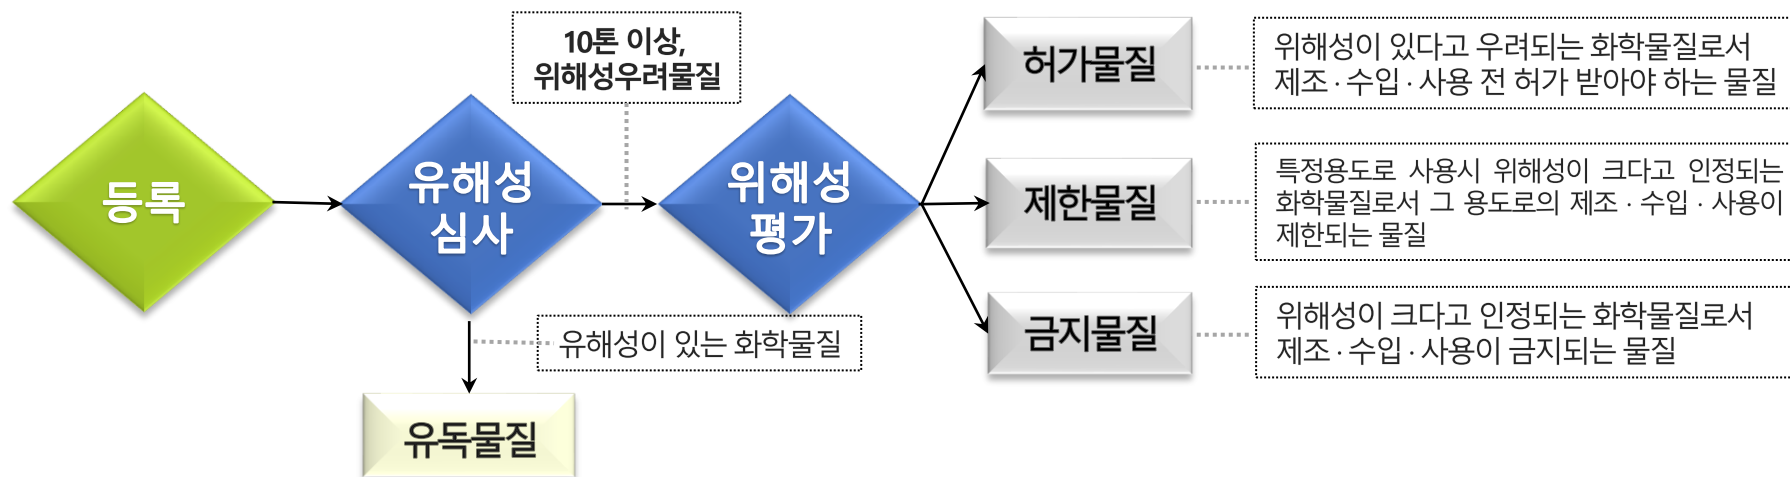 등록
유해성
심사
10톤 이상,
위해성우려물질
위해성
평가
유해성이 있는 화학물질
유독물질
허가물질
위해성이 있다고 우려되는 화학물질로서
제조 · 수입 · 사용 전 허가 받아야 하는 물질
제한물질
특정용도로 사용시 위해성이 크다고 인정되는
화학물질로서 그 용도로의 제조 · 수입 · 사용이
제한되는 물질
금지물질
위해성이 크다고 인정되는 화학물질로서
제조 · 수입 · 사용이 금지되는 물질